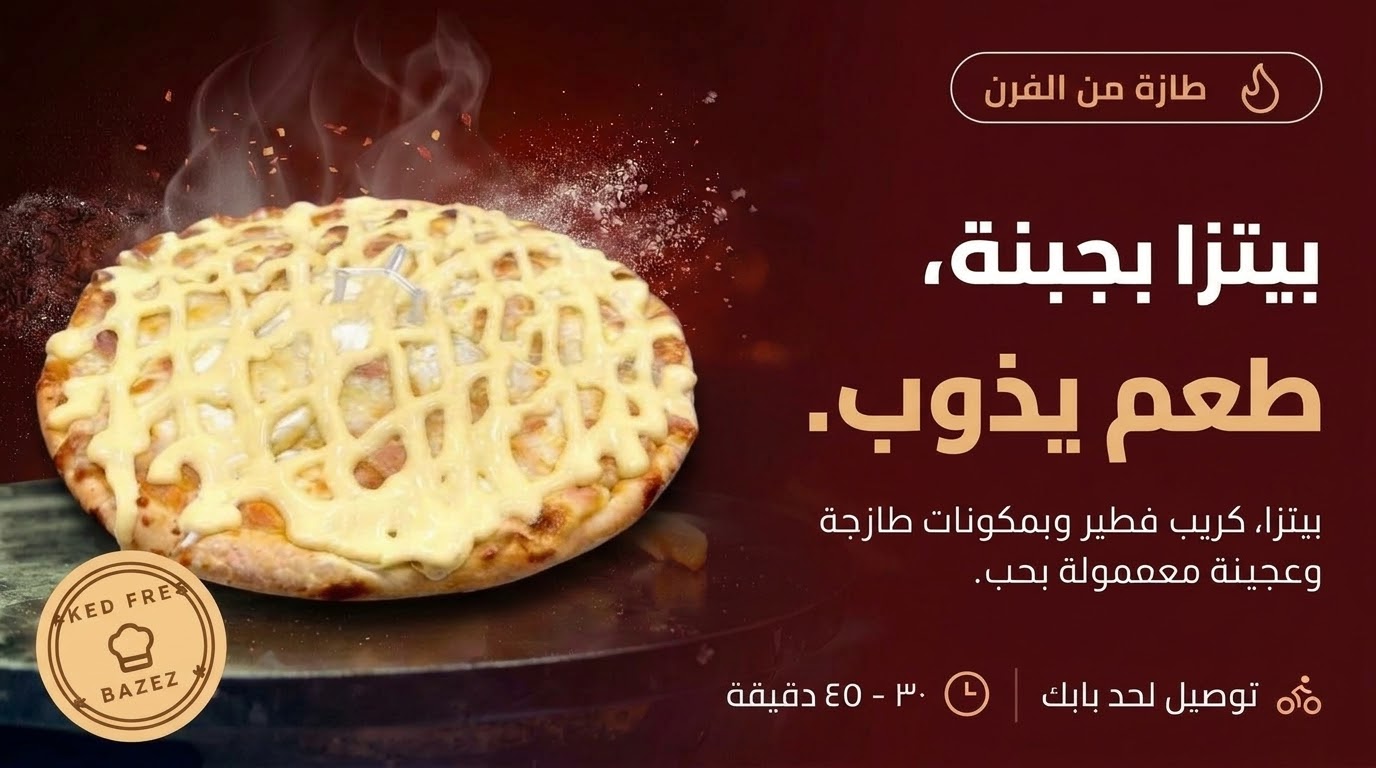 طازة من الفرن
بيتزا بجبنة،
طعم يذوب.
بيتزا، كريب فطير وبمكونات طازجة
وعجينة معمولة بحب.
توصيل لحد بابك
٣٠ - ٤٥ دقيقة
KED FRE
BAZEZ